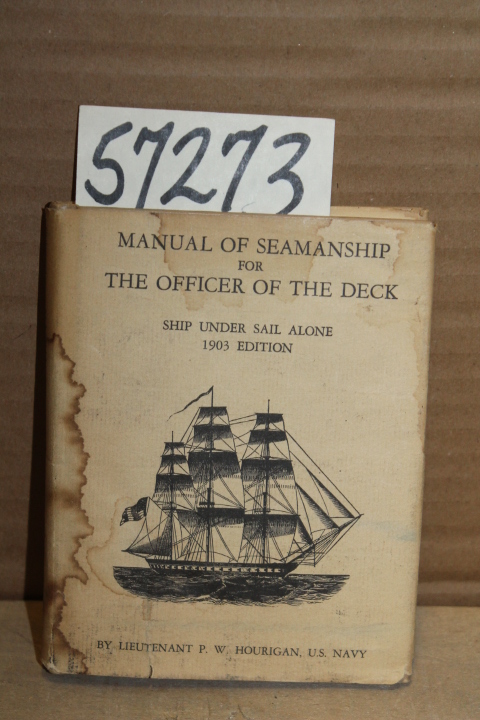 57273
MANUAL OF SEAMANSHIP
FOR
THE OFFICER OF THE DECK
SHIP UNDER SAIL ALONE
1903 EDITION
BY LIEUTENANT P. W. HOURIGAN, U.S. NAVY